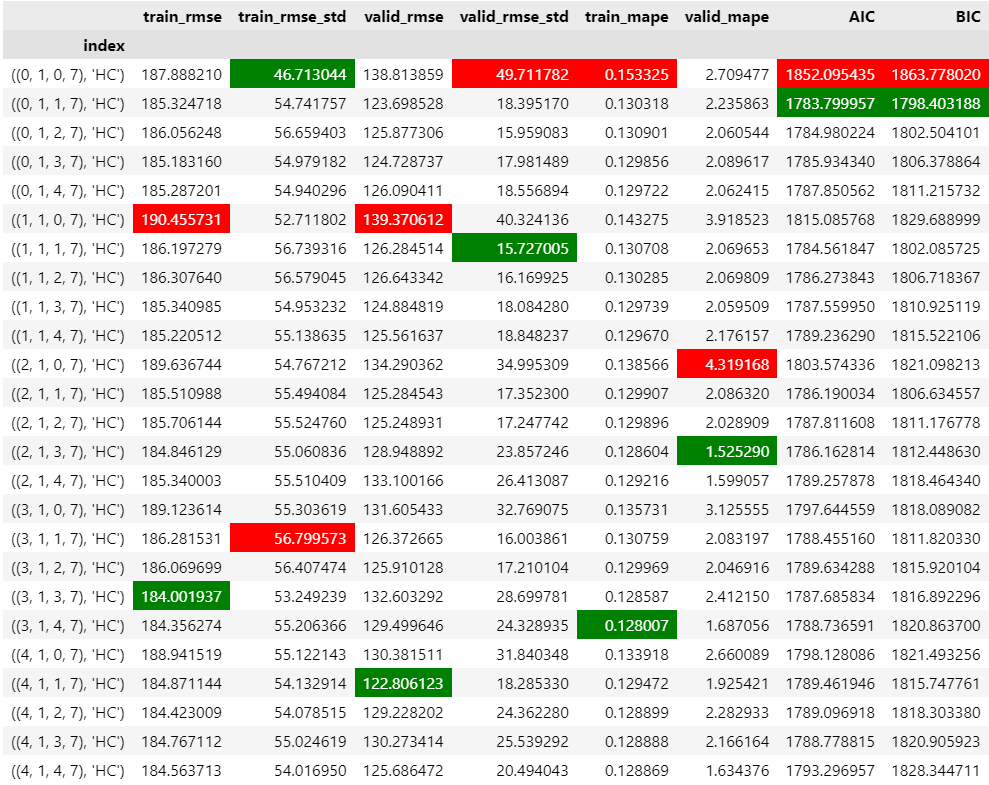 train_rmse train_rmse_std valid_rmse valid_rmse_std train_mape valid_mape AIC BIC
index
((0, 1, 0, 7), 'HC') 187.888210 46.713044 138.813859 49.711782 0.153325 2.709477 1852.095435 1863.778020
((0, 1, 1, 7), 'HC') 185.324718 54.741757 123.698528 18.395170 0.130318 2.235863 1783.799957 1798.403188
((0, 1, 2, 7), 'HC') 186.056248 56.659403 125.877306 15.959083 0.130901 2.060544 1784.980224 1802.504101
((0, 1, 3, 7), 'HC') 185.183160 54.979182 124.728737 17.981489 0.129856 2.089617 1785.934340 1806.378864
((0, 1, 4, 7), 'HC') 185.287201 54.940296 126.090411 18.556894 0.129722 2.062415 1787.850562 1811.215732
((1, 1, 0, 7), 'HC') 190.455731 52.711802 139.370612 40.324136 0.143275 3.918523 1815.085768 1829.688999
((1, 1, 1, 7), 'HC') 186.197279 56.739316 126.284514 15.727005 0.130708 2.069653 1784.561847 1802.085725
((1, 1, 2, 7), 'HC') 186.307640 56.579045 126.643342 16.169925 0.130285 2.069809 1786.273843 1806.718367
((1, 1, 3, 7), 'HC') 185.340985 54.953232 124.884819 18.084280 0.129739 2.059509 1787.559950 1810.925119
((1, 1, 4, 7), 'HC') 185.220512 55.138635 125.561637 18.848237 0.129670 2.176157 1789.236290 1815.522106
((2, 1, 0, 7), 'HC') 189.636744 54.767212 134.290362 34.995309 0.138566 4.319168 1803.574336 1821.098213
((2, 1, 1, 7), 'HC') 185.510988 55.494084 125.284543 17.352300 0.129907 2.086320 1786.190034 1806.634557
((2, 1, 2, 7), 'HC') 185.706144 55.524760 125.248931 17.247742 0.129896 2.028909 1787.811608 1811.176778
((2, 1, 3, 7), 'HC') 184.846129 55.060836 128.948892 23.857246 0.128604 1.525290 1786.162814 1812.448630
((2, 1, 4, 7), 'HC') 185.340003 55.510409 133.100166 26.413087 0.129216 1.599057 1789.257878 1818.464340
((3, 1, 0, 7), 'HC') 189.123614 55.303619 131.605433 32.769075 0.135731 3.125555 1797.644559 1818.089082
((3, 1, 1, 7), 'HC') 186.281531 56.799573 126.372665 16.003861 0.130759 2.083197 1788.455160 1811.820330
((3, 1, 2, 7), 'HC') 186.069699 56.407474 125.910128 17.210104 0.129969 2.046916 1789.634288 1815.920104
((3, 1, 3, 7), 'HC') 184.001937 53.249239 132.603292 28.699781 0.128587 2.412150 1787.685834 1816.892296
((3, 1, 4, 7), 'HC') 184.356274 55.206366 129.499646 24.328935 0.128007 1.687056 1788.736591 1820.863700
((4, 1, 0, 7), 'HC') 188.941519 55.122143 130.381511 31.840348 0.133918 2.660089 1798.128086 1821.493256
((4, 1, 1, 7), 'HC') 184.871144 54.132914 122.806123 18.285330 0.129472 1.925421 1789.461946 1815.747761
((4, 1, 2, 7), 'HC') 184.423009 54.078515 129.228202 24.362280 0.128899 2.282933 1789.096918 1818.303380
((4, 1, 3, 7), 'HC') 184.767112 55.024619 130.273414 25.539292 0.128888 2.166164 1788.778815 1820.905923
((4, 1, 4, 7), 'HC') 184.563713 54.016950 125.686472 20.494043 0.128869 1.634376 1793.296957 1828.344711